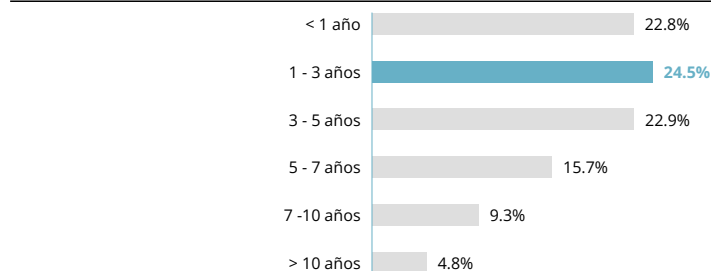 < 1 año 22.8%
1 - 3 años 24.5%
3 - 5 años 22.9%
5 - 7 años 15.7%
7 -10 años 9.3%
> 10 años 4.8%